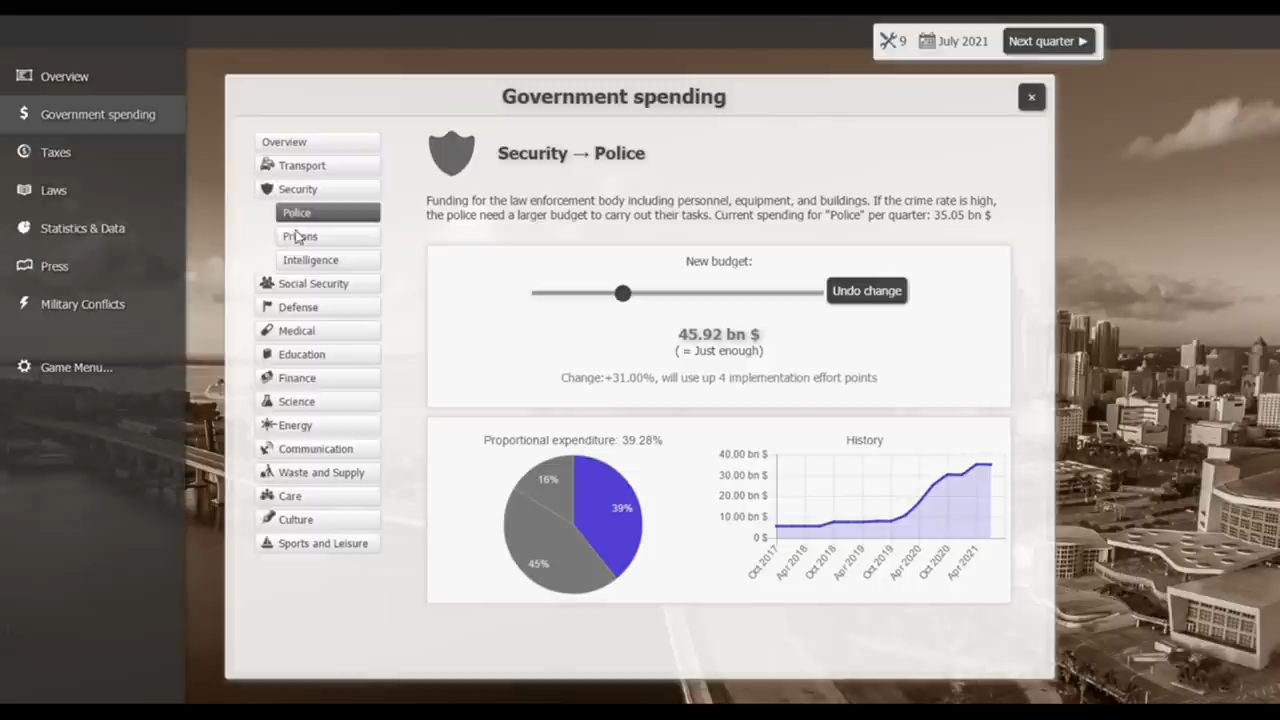 9
July 2021
Next quarter ►
Overview
Government spending
Taxes
Laws
Statistics & Data
Press
Military Conflicts
Game Menu...
Government spending
×
Overview
Transport
Security
Police
Prisons
Intelligence
Social Security
Defense
Medical
Education
Finance
Science
Energy
Communication
Waste and Supply
Care
Culture
Sports and Leisure
Security → Police
Funding for the law enforcement body including personnel, equipment, and buildings. If the crime rate is high,
the police need a larger budget to carry out their tasks. Current spending for "Police" per quarter: 35.05 bn $
New budget:
Undo change
45.92 bn $
( = Just enough)
Change:+31.00%, will use up 4 implementation effort points
Proportional expenditure: 39.28%
16%
39%
45%
History
40.00 bn $
30.00 bn $
20.00 bn $
10.00 bn $
0 $
Oct 2017
Apr 2018
Oct 2018
Apr 2019
Oct 2019
Apr 2020
Oct 2020
Apr 2021